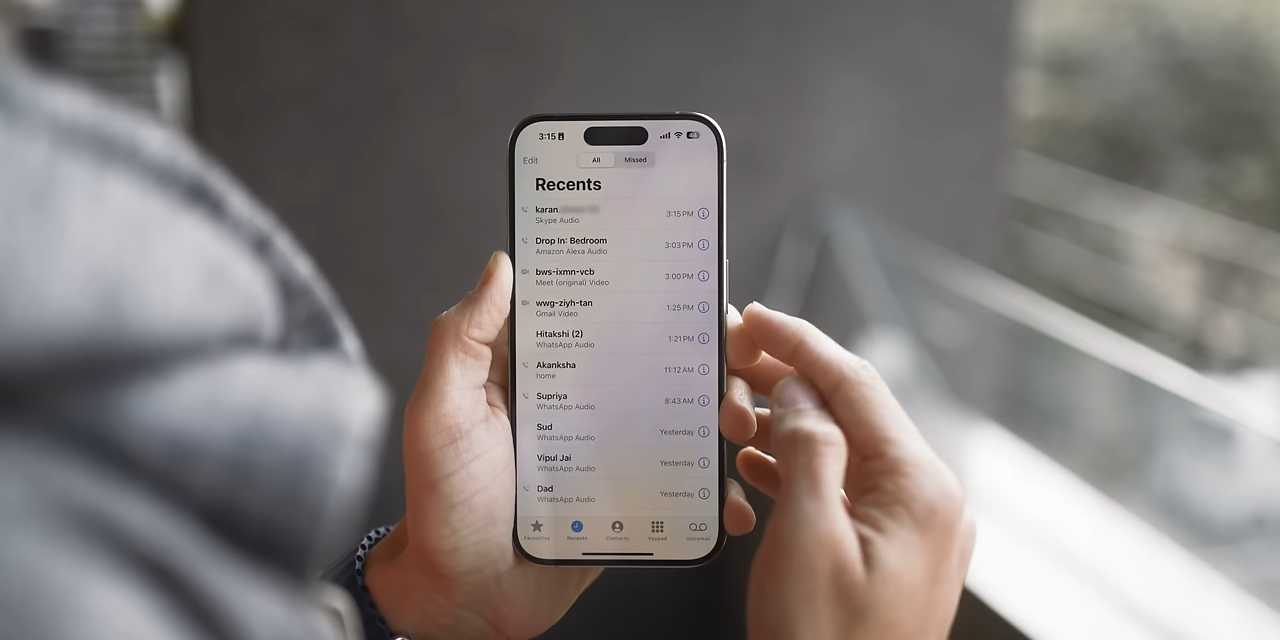 3:15
Edit
All
Missed
Recents
karan
3:15 PM
Skype Audio
Drop In: Bedroom
3:03 PM
Amazon Alexa Audio
bws-ixmn-vcb
3:00 PM
Meet (original) Video
wwg-ziyh-tan
1:25 PM
Gmail Video
Hitakshi (2)
1:21 PM
WhatsApp Audio
Akanksha
11:12 AM
home
Supriya
8:43 AM
WhatsApp Audio
Sud
Yesterday
WhatsApp Audio
Vipul Jai
Yesterday
WhatsApp Audio
Dad
Yesterday
WhatsApp Audio
Favourites
Recents
Contacts
Keypad
Voicemail